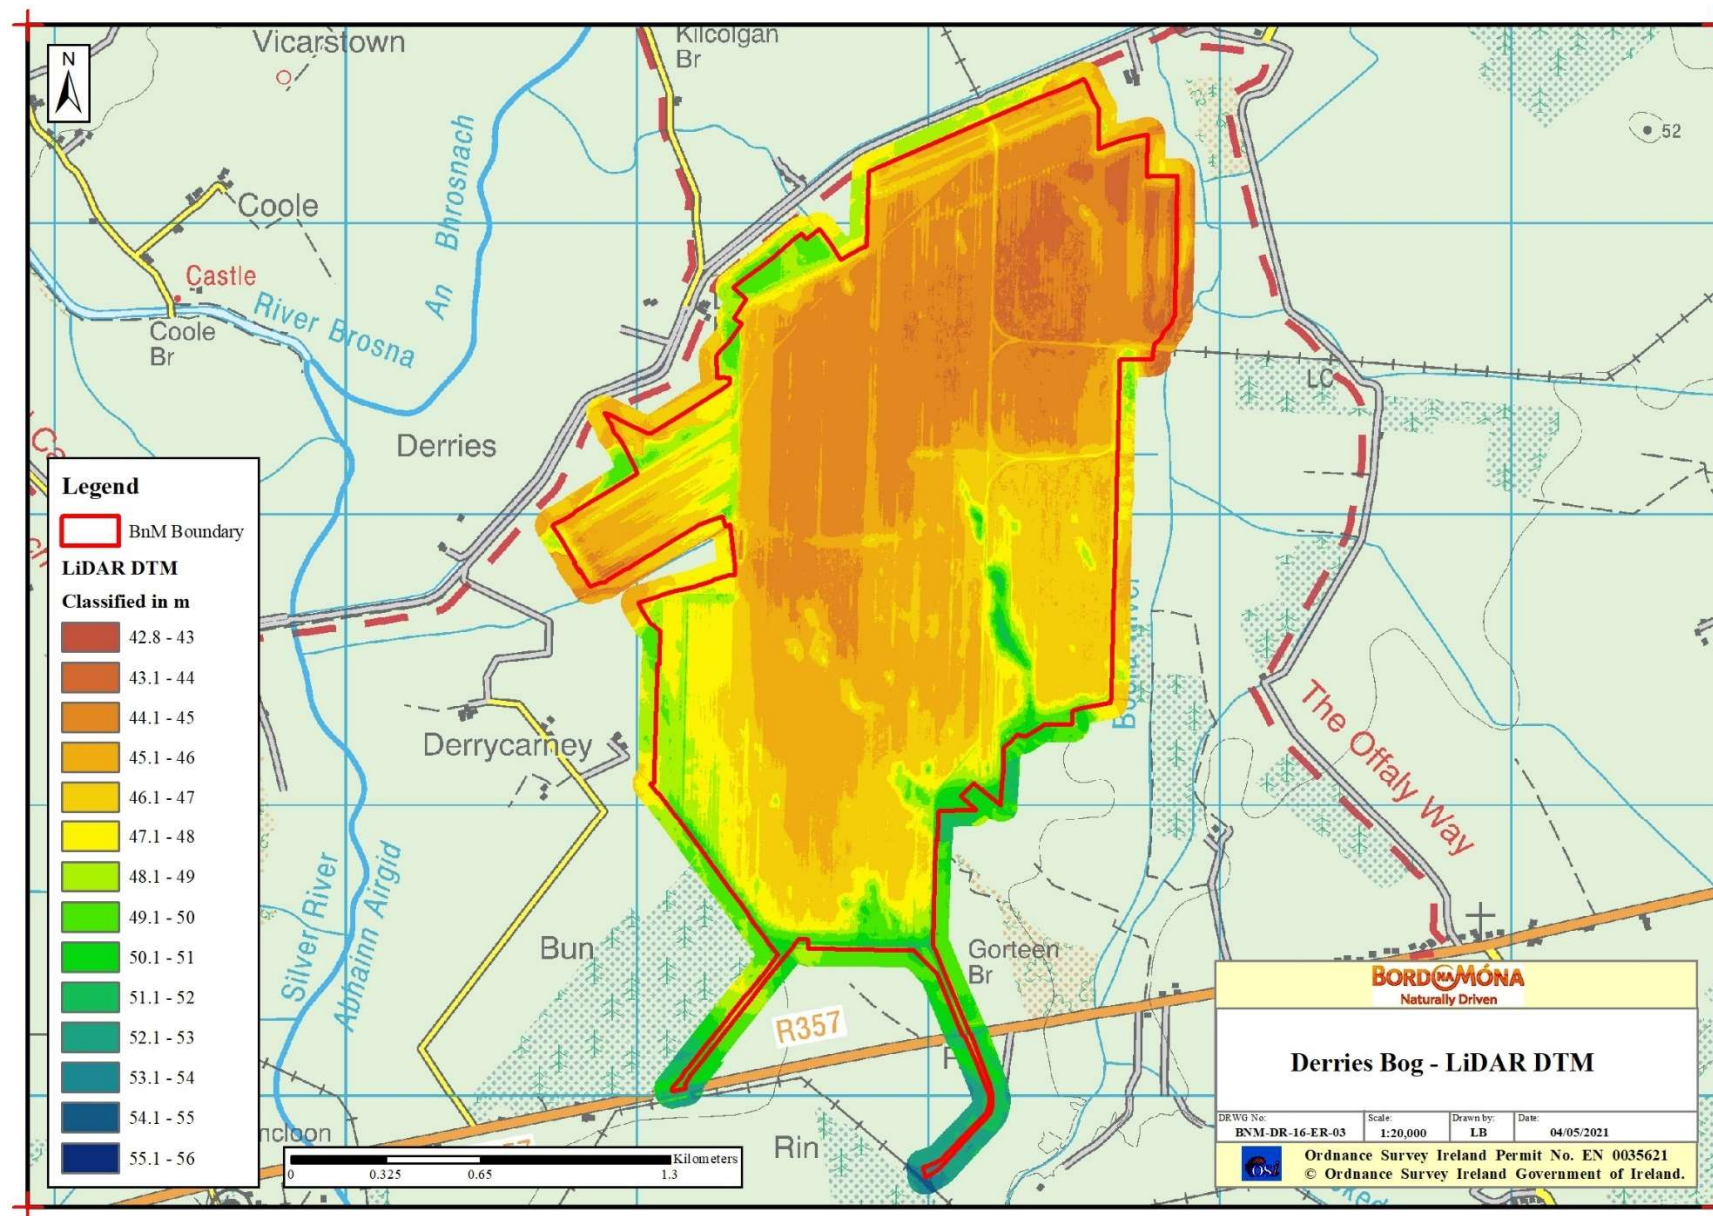 Vicarstown
Kilcolgan
Br
N
52
An Bhrosnach
Coole
Castle
River Brosna
Coole
Br
LC
Derries
Legend
BnM Boundary
LiDAR DTM
Classified in m
42.8 - 43
43.1 - 44
44.1 - 45
45.1 - 46
46.1 - 47
47.1 - 48
48.1 - 49
49.1 - 50
50.1 - 51
51.1 - 52
52.1 - 53
53.1 - 54
54.1 - 55
55.1 - 56
River
The Offaly Way
Derrycarney
Silver River
Abhainn Airgid
Bun
Gorteen
Br
R357
Rin
Kilometers
0 0.325 0.65 1.3
BORD NA MÓNA
Naturally Driven
Derries Bog - LiDAR DTM
DRWG No: Scale: Drawn by: Date:
BNM-DR-16-ER-03 1:20,000 LB 04/05/2021
OSi
Ordnance Survey Ireland Permit No. EN 0035621
© Ordnance Survey Ireland Government of Ireland.